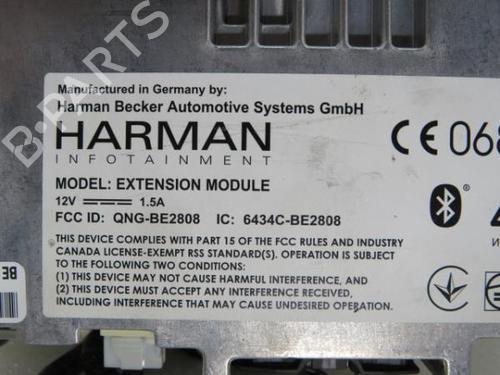 Manufactured in Germany by:
Harman Becker Automotive Systems GmbH
HARMAN
INFOTAINMENT
MODEL: EXTENSION MODULE
12V 1.5A
FCC ID: QNG-BE2808 IC: 6434C-BE2808
THIS DEVICE COMPLIES WITH PART 15 OF THE FCC RULES AND INDUSTRY
CANADA LICENSE-EXEMPT RSS STANDARD(S). OPERATION IS SUBJECT
TO THE FOLLOWING TWO CONDITIONS:
(1) THIS DEVICE MAY NOT CAUSE HARMFUL INTERFERENCE, AND
(2) THIS DEVICE MUST ACCEPT ANY INTERFERENCE RECEIVED,
INCLUDING INTERFERENCE THAT MAY CAUSE UNDESIRED OPERATION.
CE 068
BE
B-PARTS